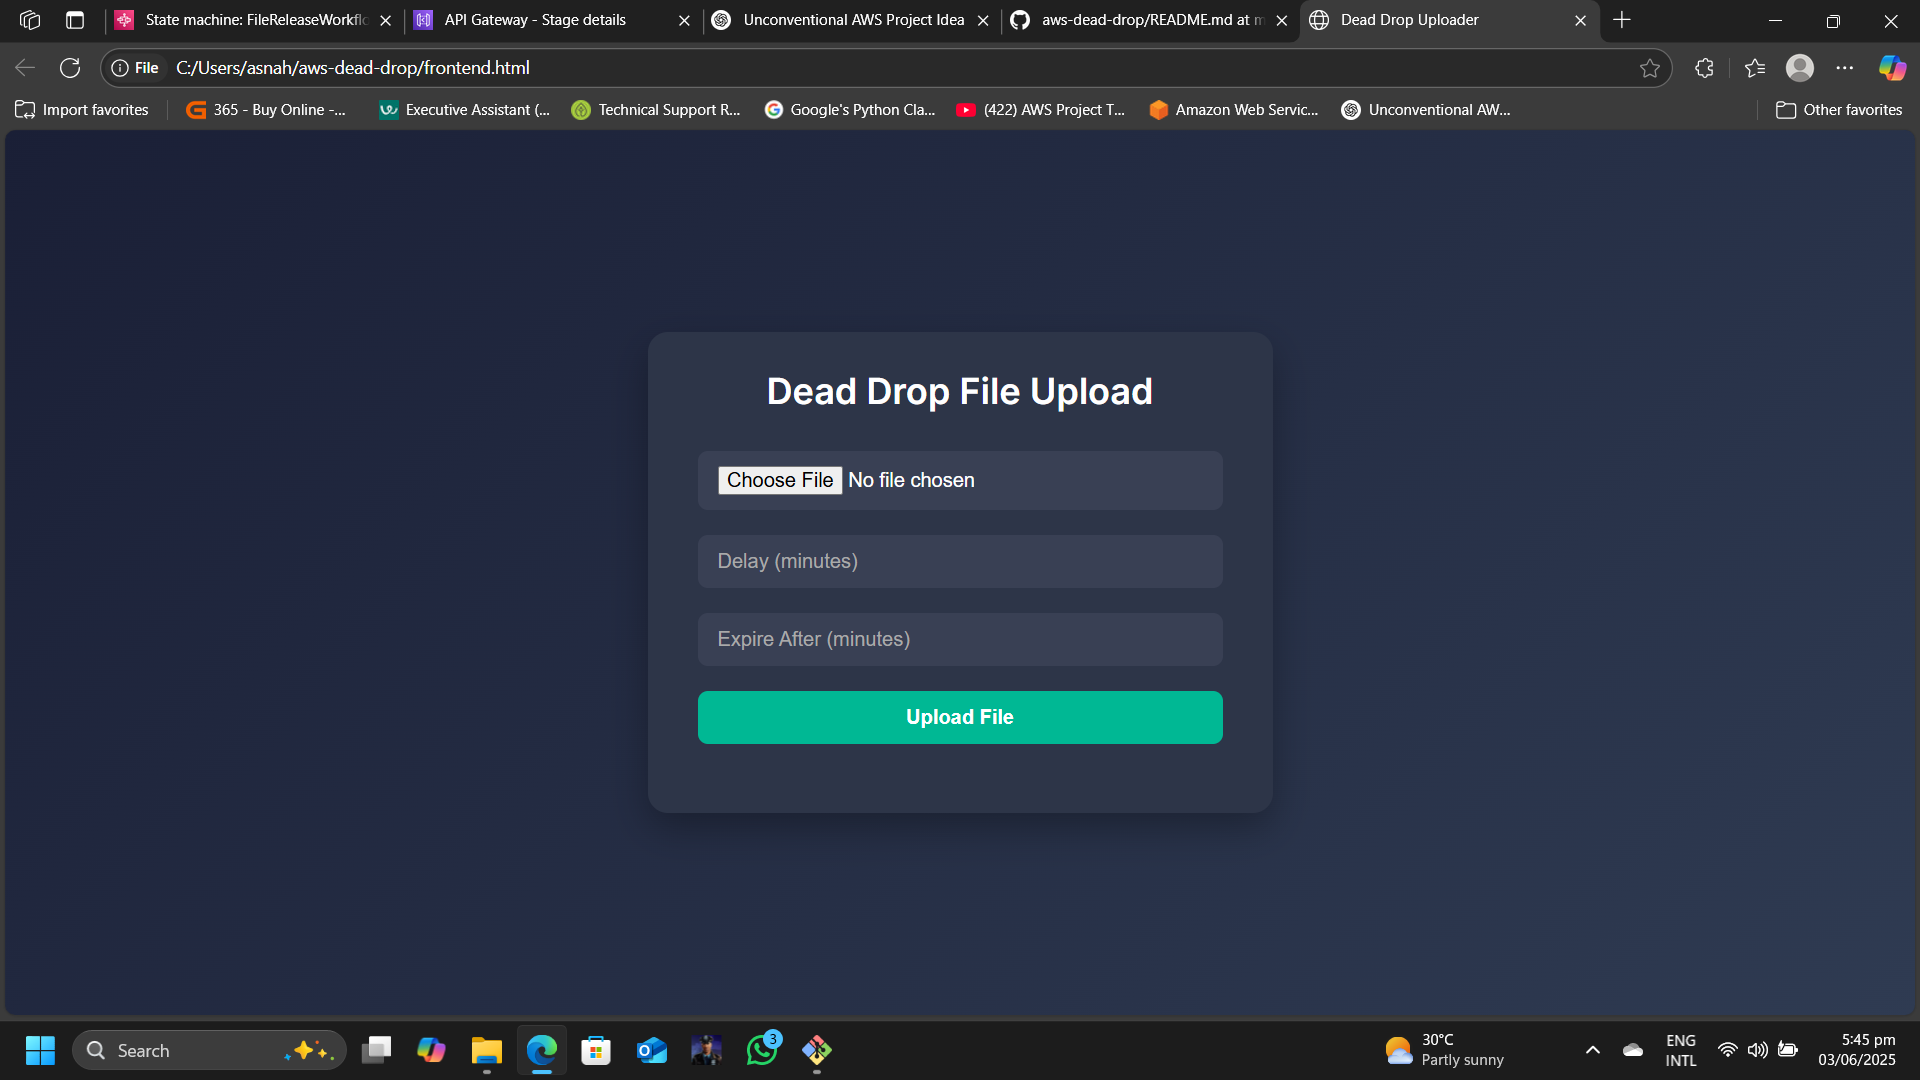 State machine: FileReleaseWorkflo
API Gateway - Stage details
Unconventional AWS Project Idea
aws-dead-drop/README.md at m
Dead Drop Uploader
File
C:/Users/asnah/aws-dead-drop/frontend.html
Import favorites
365 - Buy Online -...
Executive Assistant (...
Technical Support R...
Google's Python Cla...
(422) AWS Project T...
Amazon Web Servic...
Unconventional AW...
Other favorites
Dead Drop File Upload
Choose File No file chosen
Delay (minutes)
Expire After (minutes)
Upload File
Search
3
30°C
Partly sunny
ENG
INTL
5:45 pm
03/06/2025